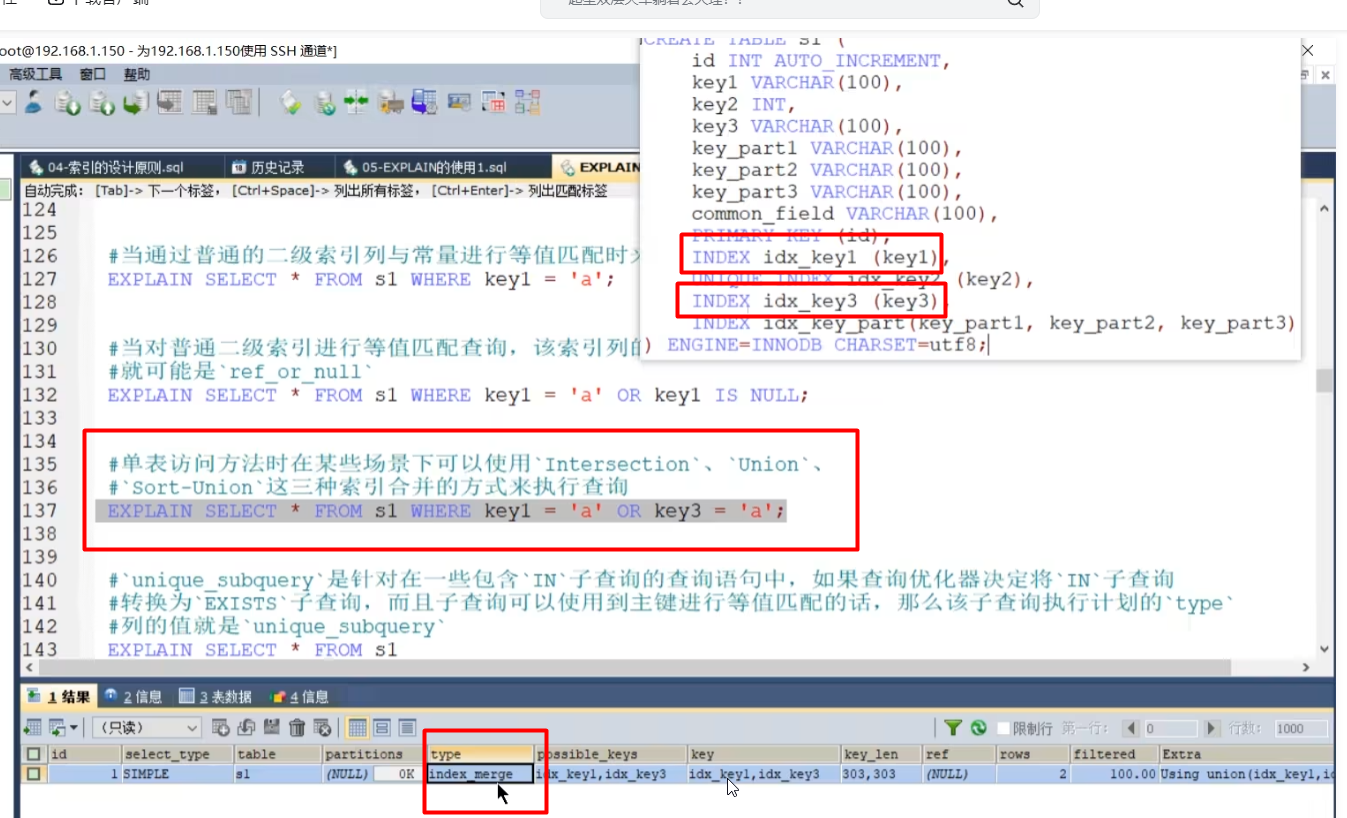 下载客户端
oot@192.168.1.150 - 为192.168.1.150使用 SSH 通道*]
高级工具 窗口 帮助
CREATE TABLE s1 (
id INT AUTO_INCREMENT,
key1 VARCHAR(100),
key2 INT,
key3 VARCHAR(100),
key_part1 VARCHAR(100),
key_part2 VARCHAR(100),
key_part3 VARCHAR(100),
common_field VARCHAR(100),
PRIMARY KEY (id),
INDEX idx_key1 (key1),
UNIQUE INDEX idx_key2 (key2),
INDEX idx_key3 (key3)
INDEX idx_key_part(key_part1, key_part2, key_part3)
) ENGINE=INNODB CHARSET=utf8;
04-索引的设计原则.sql 历史记录 05-EXPLAIN的使用1.sql EXPLAIN
自动完成： [Tab]-> 下一个标签， [Ctrl+Space]-> 列出所有标签， [Ctrl+Enter]-> 列出匹配标签
124
125
126 #当通过普通的二级索引列与常量进行等值匹配时
127 EXPLAIN SELECT * FROM s1 WHERE key1 = 'a';
128
129
130 #当对普通二级索引进行等值匹配查询，该索引列的
131 #就可能是`ref_or_null`
132 EXPLAIN SELECT * FROM s1 WHERE key1 = 'a' OR key1 IS NULL;
133
134
135 #单表访问方法时在某些场景下可以使用`Intersection`、`Union`、
136 #`Sort-Union`这三种索引合并的方式来执行查询
137 EXPLAIN SELECT * FROM s1 WHERE key1 = 'a' OR key3 = 'a';
138
139
140 #`unique_subquery`是针对在一些包含`IN`子查询的查询语句中，如果查询优化器决定将`IN`子查询
141 #转换为`EXISTS`子查询，而且子查询可以使用到主键进行等值匹配的话，那么该子查询执行计划的`type`
142 #列的值就是`unique_subquery`
143 EXPLAIN SELECT * FROM s1
1 结果 2 信息 3 表数据 4 信息
（只读） 限制行 第一行: 0 行数: 1000
id select_type table partitions type possible_keys key key_len ref rows filtered Extra
1 SIMPLE s1 (NULL) 0K index_merge idx_key1,idx_key3 idx_key1,idx_key3 303,303 (NULL) 2 100.00 Using union(idx_key1,i